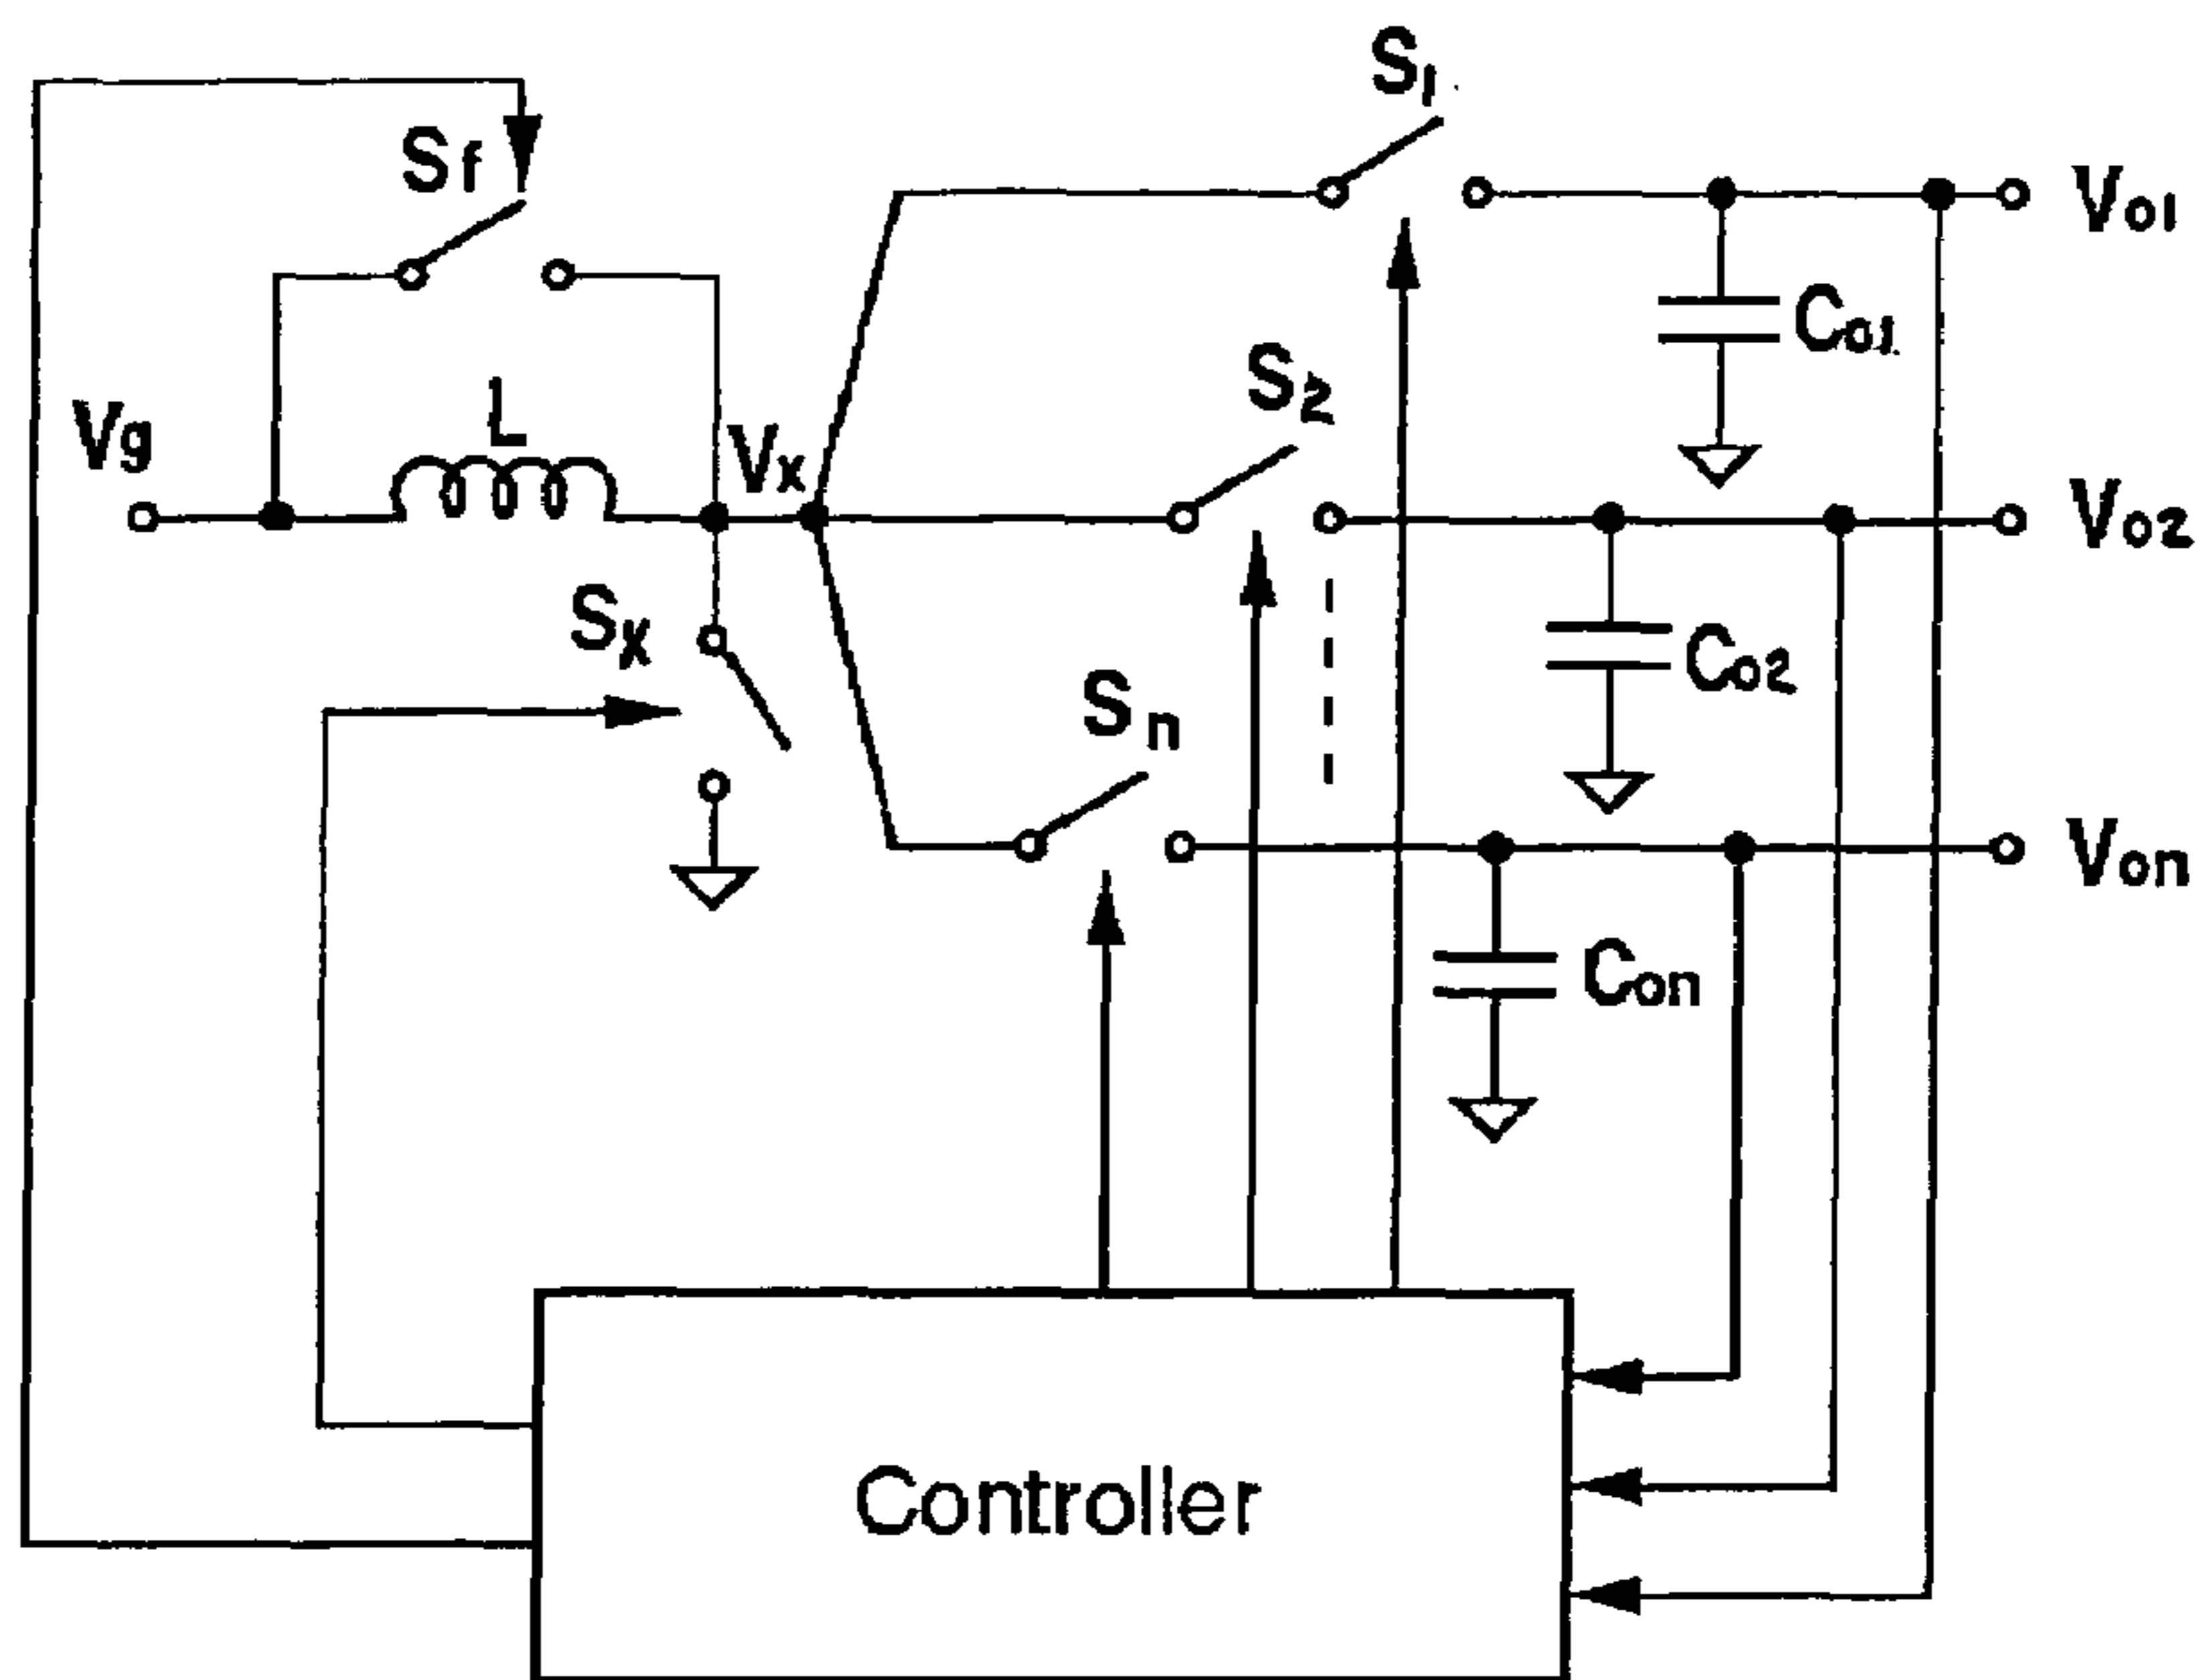 S1
Sf
Vo1
Co1
S2
L
Vg
Vx
Vo2
Sx
Co2
Sn
Von
Con
Controller